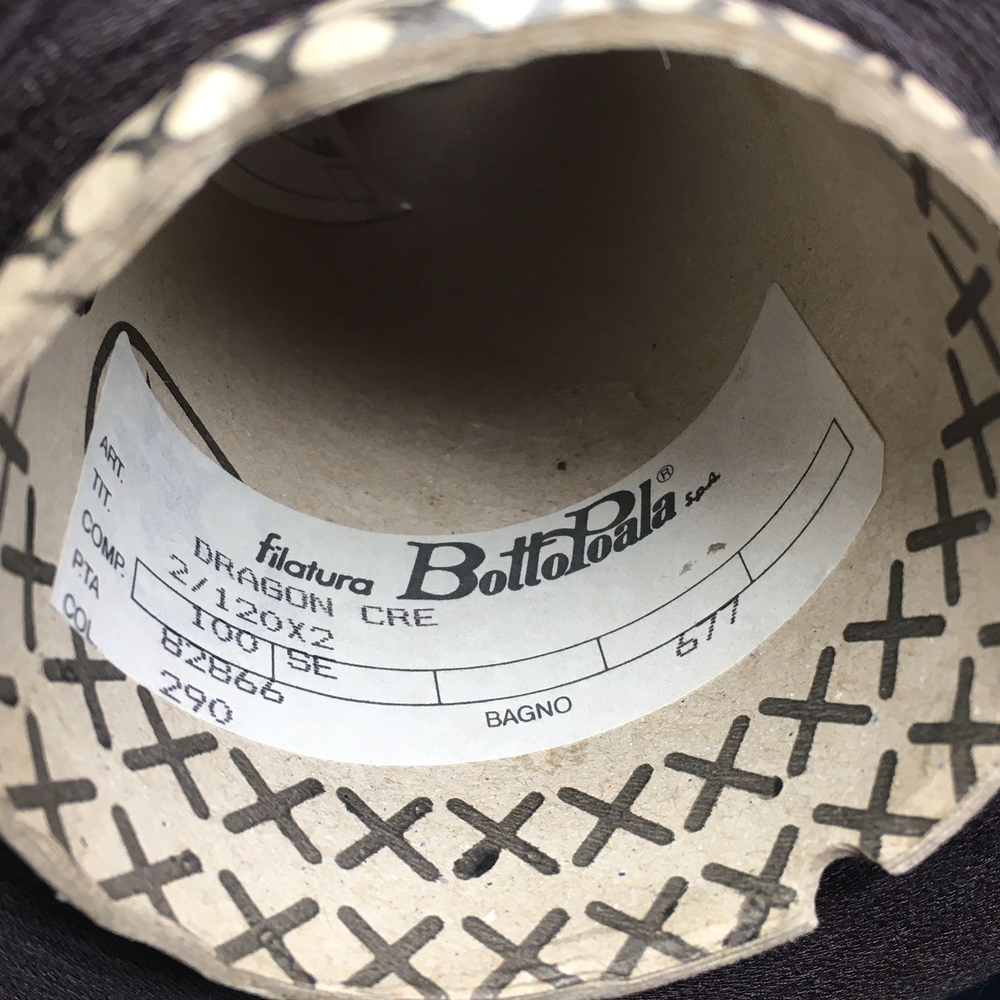 filatura BottoPoala® s.p.a.
ART. DRAGON CRE
TIT. 2/120X2
COMP. 100 SE
P.TA 82866
COL 290
BAGNO 677